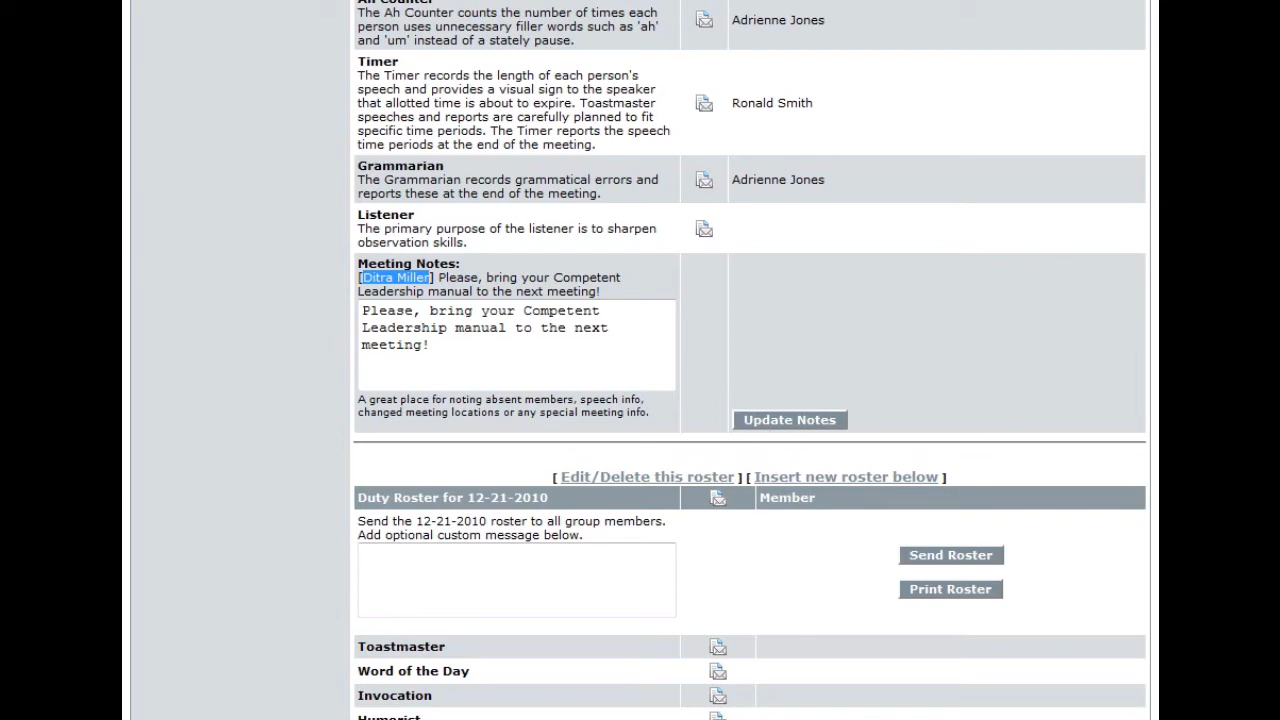 Ah Counter
The Ah Counter counts the number of times each
person uses unnecessary filler words such as 'ah'
and 'um' instead of a stately pause.
Adrienne Jones
Timer
The Timer records the length of each person's
speech and provides a visual sign to the speaker
that allotted time is about to expire. Toastmaster
speeches and reports are carefully planned to fit
specific time periods. The Timer reports the speech
time periods at the end of the meeting.
Ronald Smith
Grammarian
The Grammarian records grammatical errors and
reports these at the end of the meeting.
Adrienne Jones
Listener
The primary purpose of the listener is to sharpen
observation skills.
Meeting Notes:
[Ditra Miller] Please, bring your Competent
Leadership manual to the next meeting!
Please, bring your Competent
Leadership manual to the next
meeting!
A great place for noting absent members, speech info,
changed meeting locations or any special meeting info.
Update Notes
[ Edit/Delete this roster ] [ Insert new roster below ]
Duty Roster for 12-21-2010
Member
Send the 12-21-2010 roster to all group members.
Add optional custom message below.
Send Roster
Print Roster
Toastmaster
Word of the Day
Invocation
Humorist